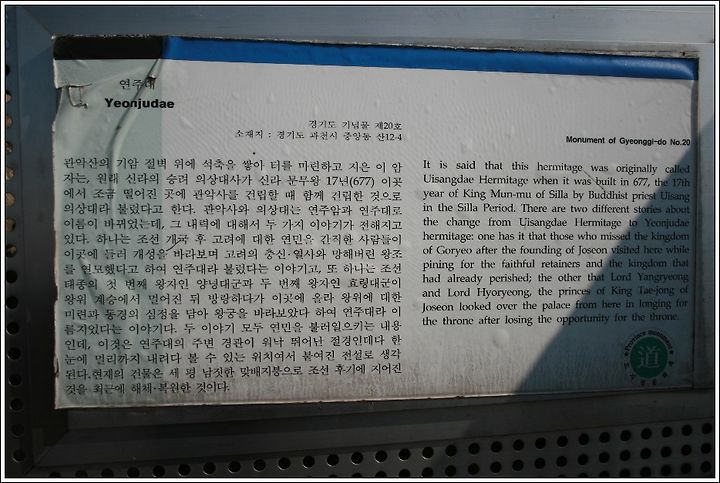 연주대
Yeonjudae
경기도 기념물 제20호
소재지 : 경기도 과천시 중앙동 산12-4
관악산의 기암 절벽 위에 석축을 쌓아 터를 마련하고 지은 이 암
자는, 원래 신라의 승려 의상대사가 신라 문무왕 17년(677) 이곳
에서 조금 떨어진 곳에 관악사를 건립할 때 함께 건립한 것으로
의상대라 불렀다고 한다. 관악사와 의상대는 연주암과 연주대로
이름이 바뀌었는데, 그 내력에 대해서 두 가지 이야기가 전해지고
있다. 하나는 조선 개국 후 고려에 대한 연민을 간직한 사람들이
이곳에 들러 개성을 바라보며 고려의 충신·열사와 망해버린 왕조
를 연모했다고 하여 연주대라 불렀다는 이야기고, 또 하나는 조선
태종의 첫 번째 왕자인 양녕대군과 두 번째 왕자인 효령대군이
왕위 계승에서 멀어진 뒤 방랑하다가 이곳에 올라 왕위에 대한
미련과 동경의 심정을 담아 왕궁을 바라보았다 하여 연주대라 이
름지었다는 이야기다. 두 이야기 모두 연민을 불러일으키는 내용
인데, 이것은 연주대의 주변 경관이 워낙 뛰어난 절경인데다 한
눈에 멀리까지 내려다 볼 수 있는 위치여서 붙여진 전설로 생각
된다.현재의 건물은 세 평 남짓한 맞배지붕으로 조선 후기에 지어진
것을 최근에 해체·복원한 것이다.
Monument of Gyeonggi-do No.20
It is said that this hermitage was originally called
Uisangdae Hermitage when it was built in 677, the 17th
year of King Mun-mu of Silla by Buddhist priest Uisang
in the Silla Period. There are two different stories about
the change from Uisangdae Hermitage to Yeonjudae
hermitage: one has it that those who missed the kingdom
of Goryeo after the founding of Joseon visited here while
pining for the faithful retainers and the kingdom that
had already perished; the other that Lord Yangryeong
and Lord Hyoryeong, the princes of King Tae-jong of
Joseon looked over the palace from here in longing for
the throne after losing the opportunity for the throne.
Province monuments
道